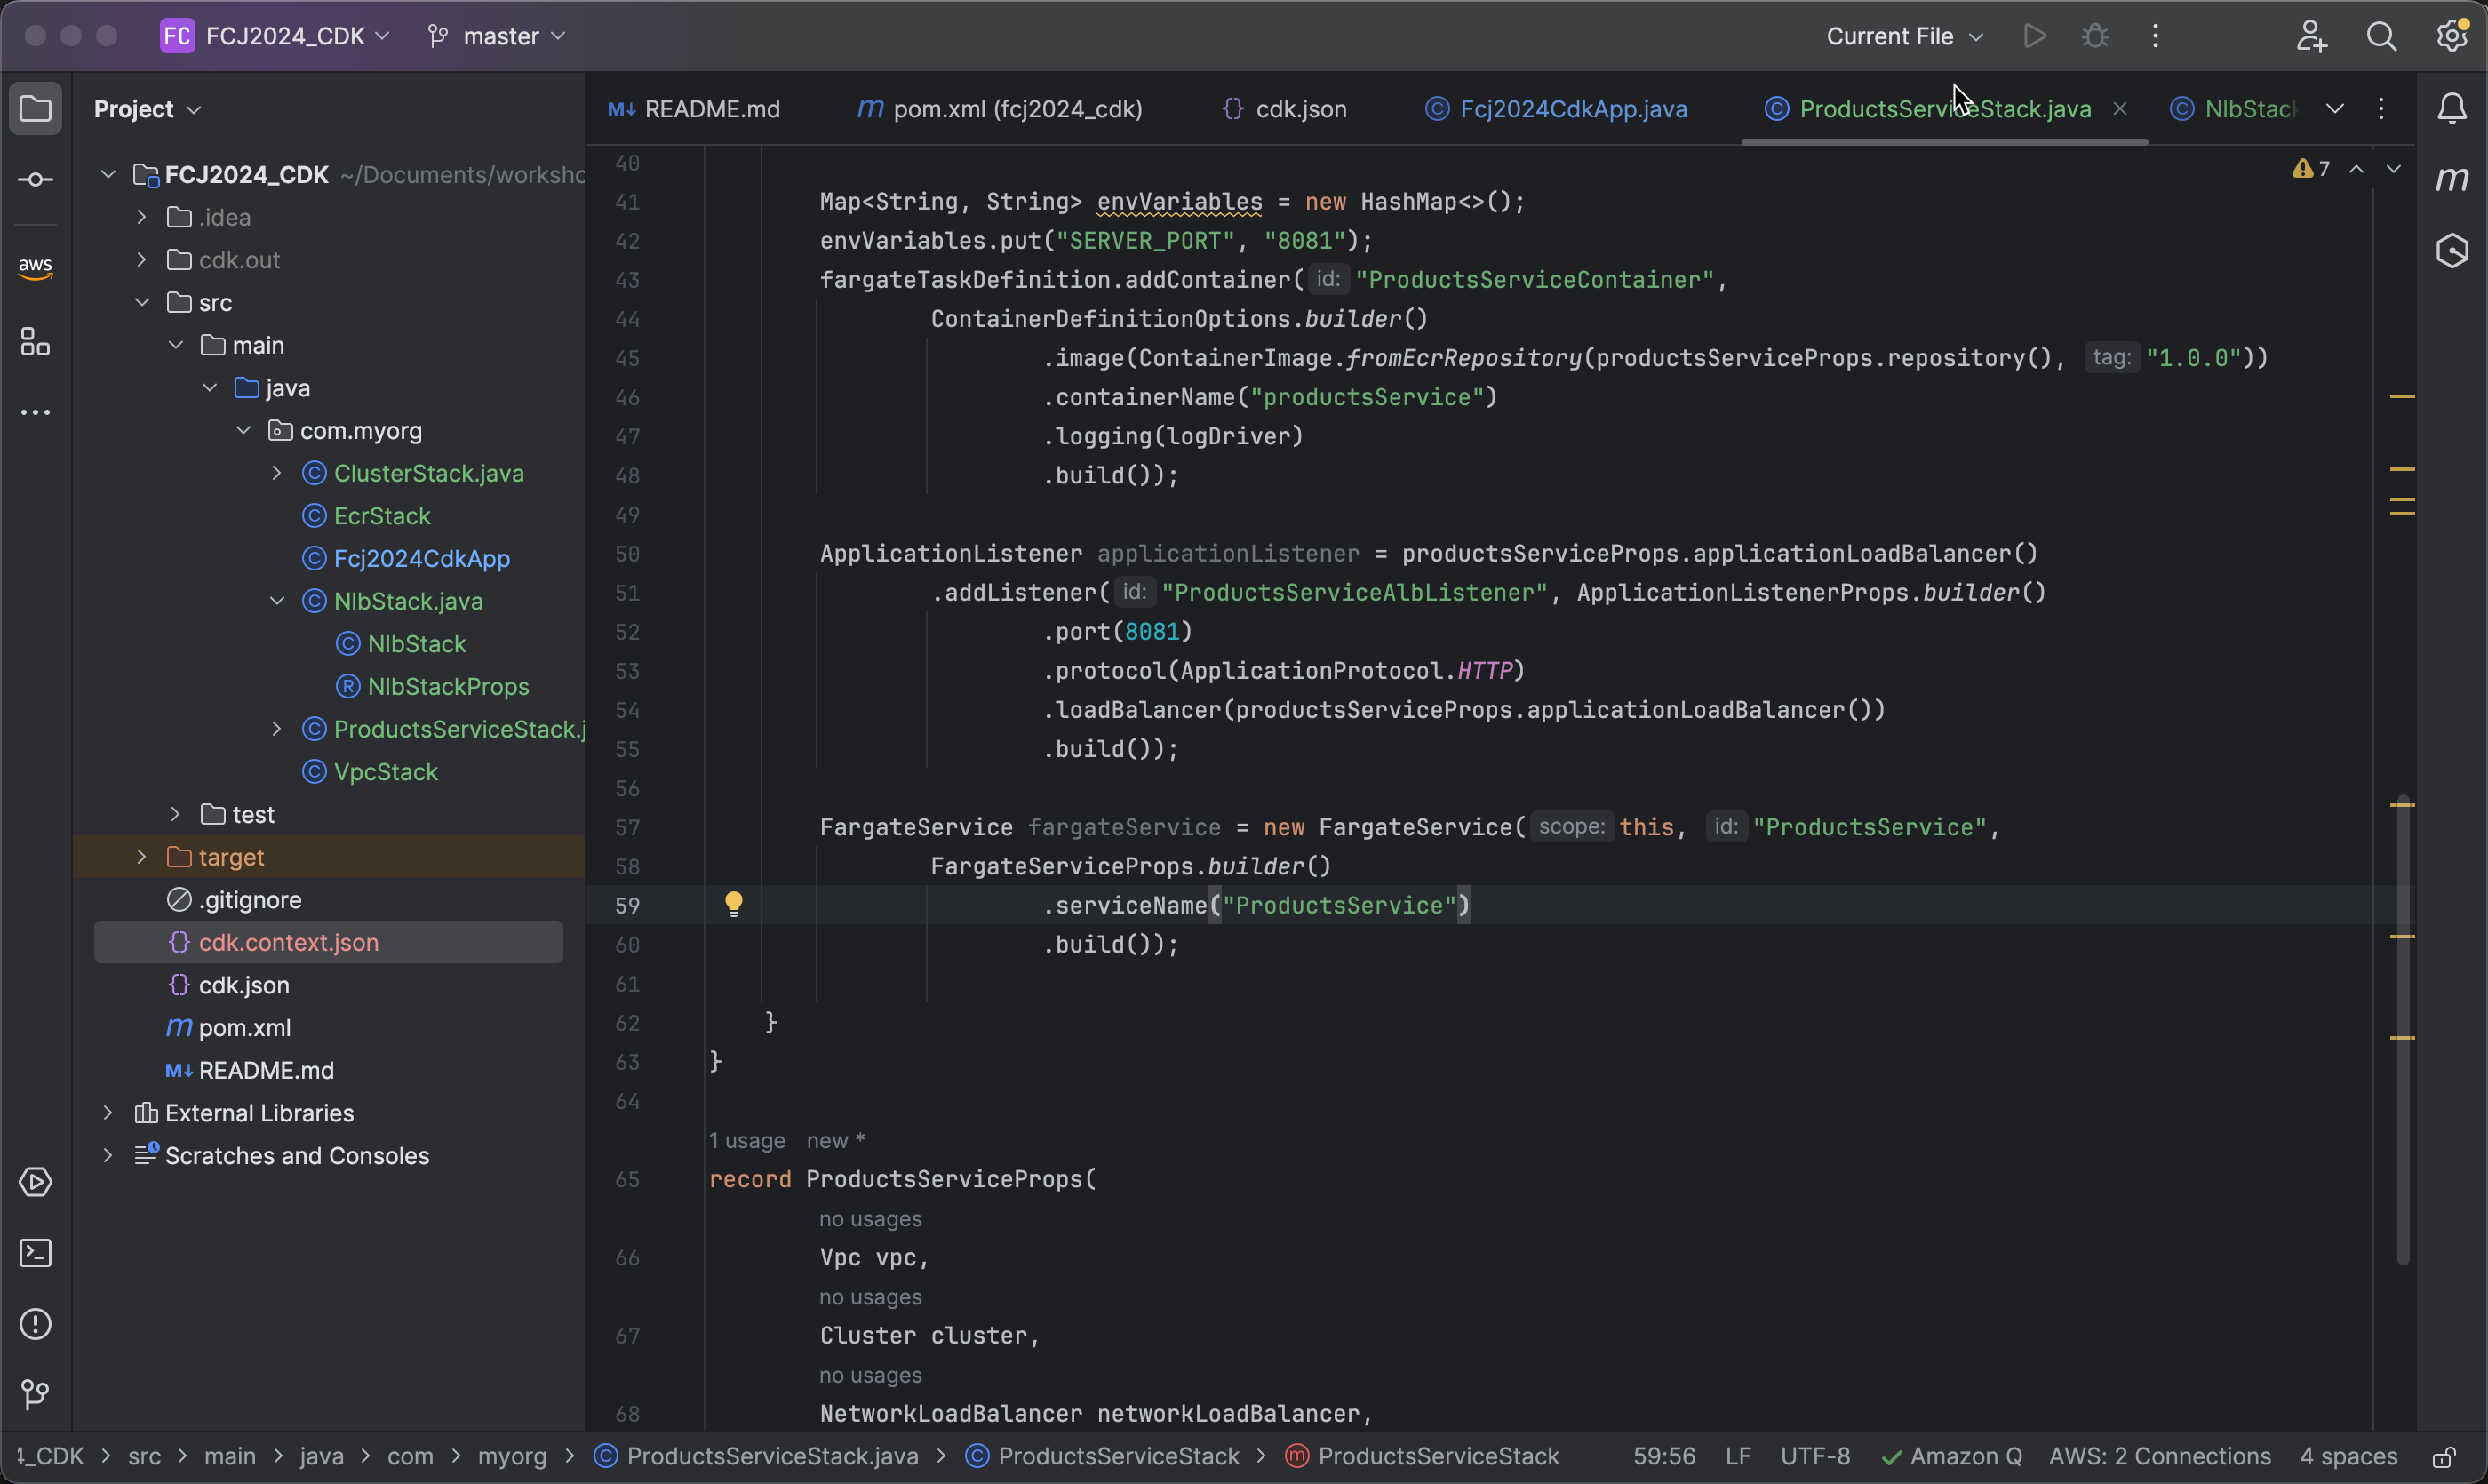 FC FCJ2024_CDK master Current File
Project
README.md pom.xml (fcj2024_cdk) cdk.json Fcj2024CdkApp.java ProductsServiceStack.java NlbStack
FCJ2024_CDK ~/Documents/worksho
.idea
cdk.out
src
main
java
com.myorg
ClusterStack.java
EcrStack
Fcj2024CdkApp
NlbStack.java
NlbStack
NlbStackProps
ProductsServiceStack.j
VpcStack
test
target
.gitignore
cdk.context.json
cdk.json
pom.xml
README.md
External Libraries
Scratches and Consoles
aws
7
40
41 Map<String, String> envVariables = new HashMap<>();
42 envVariables.put("SERVER_PORT", "8081");
43 fargateTaskDefinition.addContainer( id: "ProductsServiceContainer",
44 ContainerDefinitionOptions.builder()
45 .image(ContainerImage.fromEcrRepository(productsServiceProps.repository(), tag: "1.0.0"))
46 .containerName("productsService")
47 .logging(logDriver)
48 .build());
49
50 ApplicationListener applicationListener = productsServiceProps.applicationLoadBalancer()
51 .addListener( id: "ProductsServiceAlbListener", ApplicationListenerProps.builder()
52 .port(8081)
53 .protocol(ApplicationProtocol.HTTP)
54 .loadBalancer(productsServiceProps.applicationLoadBalancer())
55 .build());
56
57 FargateService fargateService = new FargateService( scope: this, id: "ProductsService",
58 FargateServiceProps.builder()
59 .serviceName("ProductsService")
60 .build());
61
62 }
63 }
64
1 usage new *
65 record ProductsServiceProps(
no usages
66 Vpc vpc,
no usages
67 Cluster cluster,
no usages
68 NetworkLoadBalancer networkLoadBalancer,
_CDK > src > main > java > com > myorg > ProductsServiceStack.java > ProductsServiceStack > ProductsServiceStack 59:56 LF UTF-8 Amazon Q AWS: 2 Connections 4 spaces